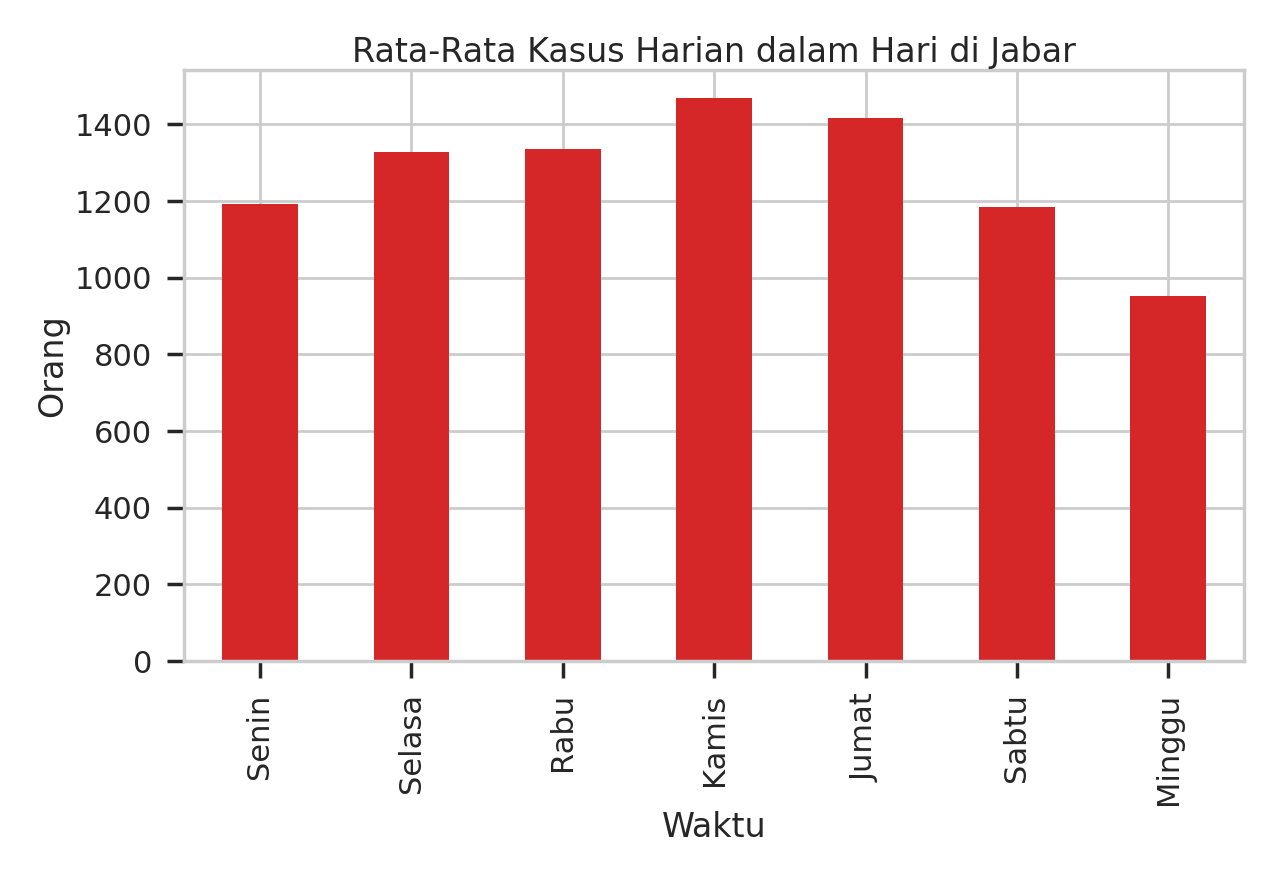 Rata-Rata Kasus Harian dalam Hari di Jabar
1400
1200
1000
800
600
400
200
0
Orang
Senin
Selasa
Rabu
Kamis
Jumat
Sabtu
Minggu
Waktu